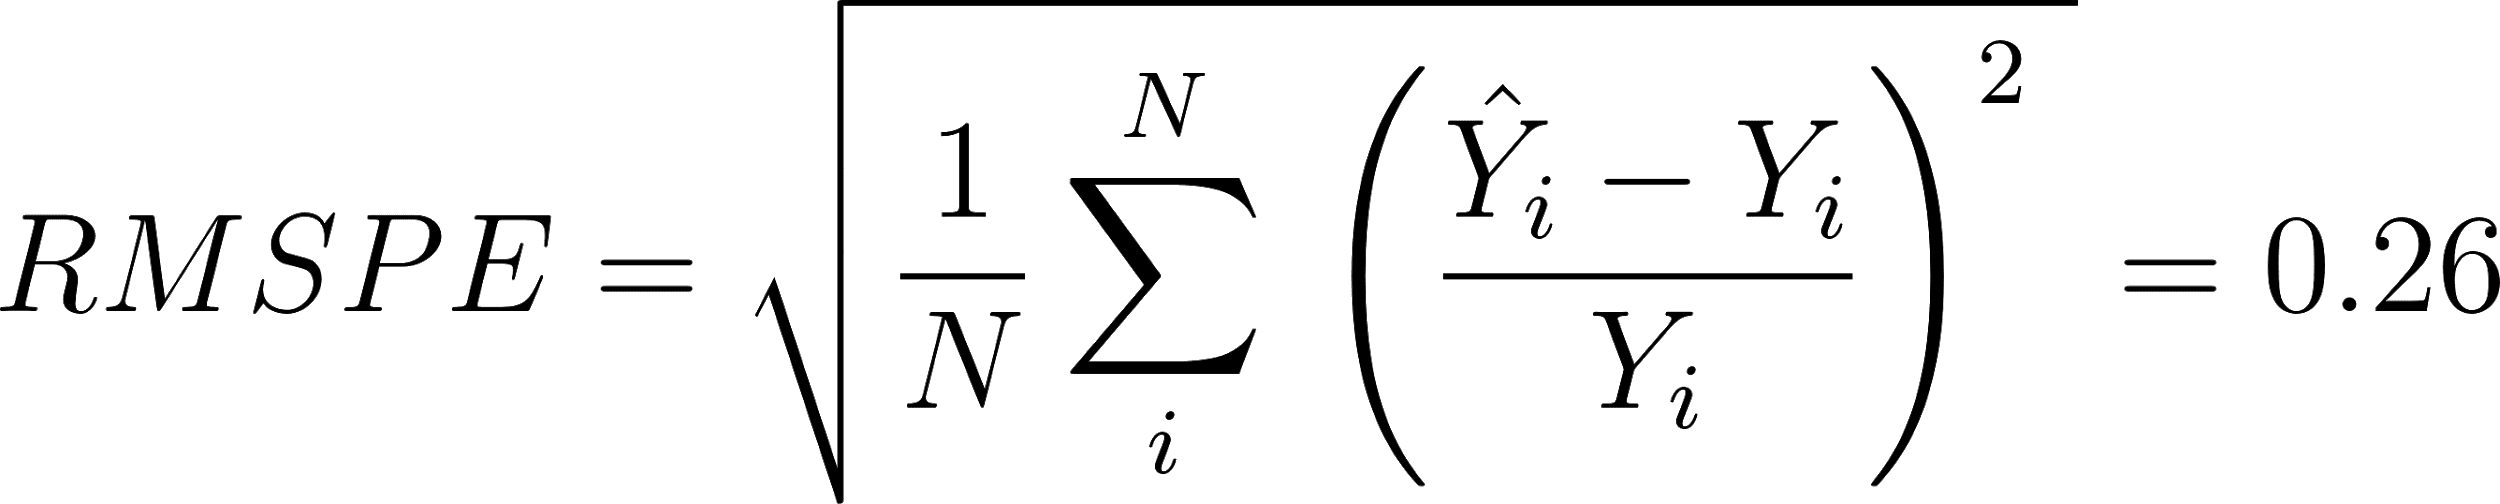 RMSPE = \sqrt{\frac{1}{N} \sum_{i}^{N} \left( \frac{\hat{Y}_i - Y_i}{Y_i} \right)^2} = 0.26